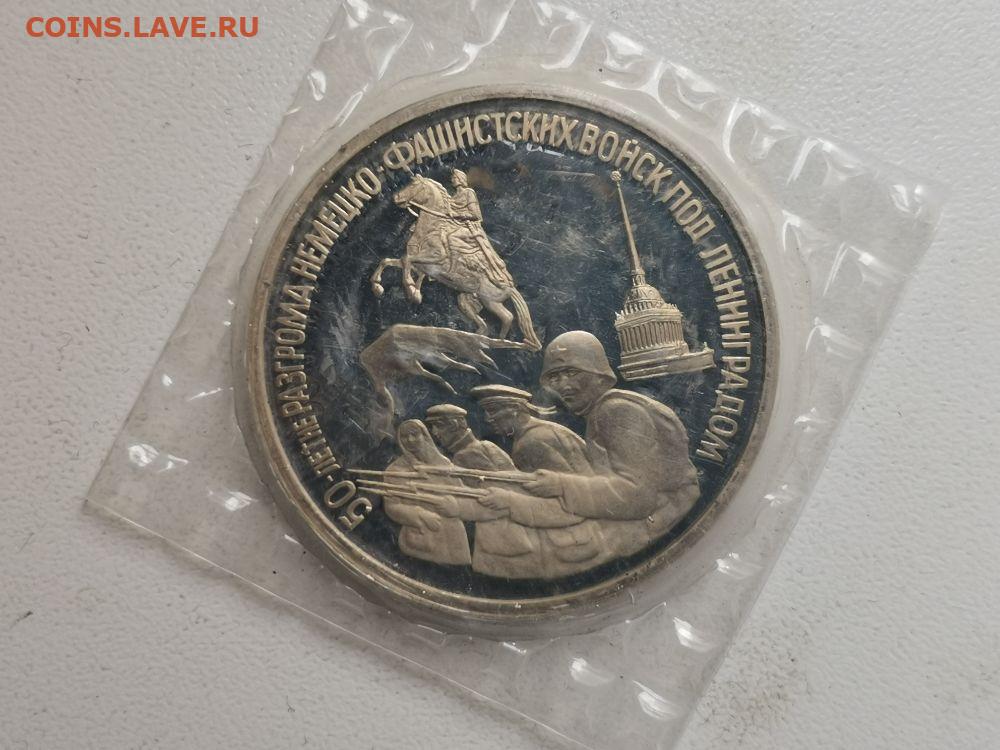 COINS.LAVE.RU
50-ЛЕТИЕ РАЗГРОМА НЕМЕЦКО-ФАШИСТСКИХ ВОЙСК ПОД ЛЕНИНГРАДОМ